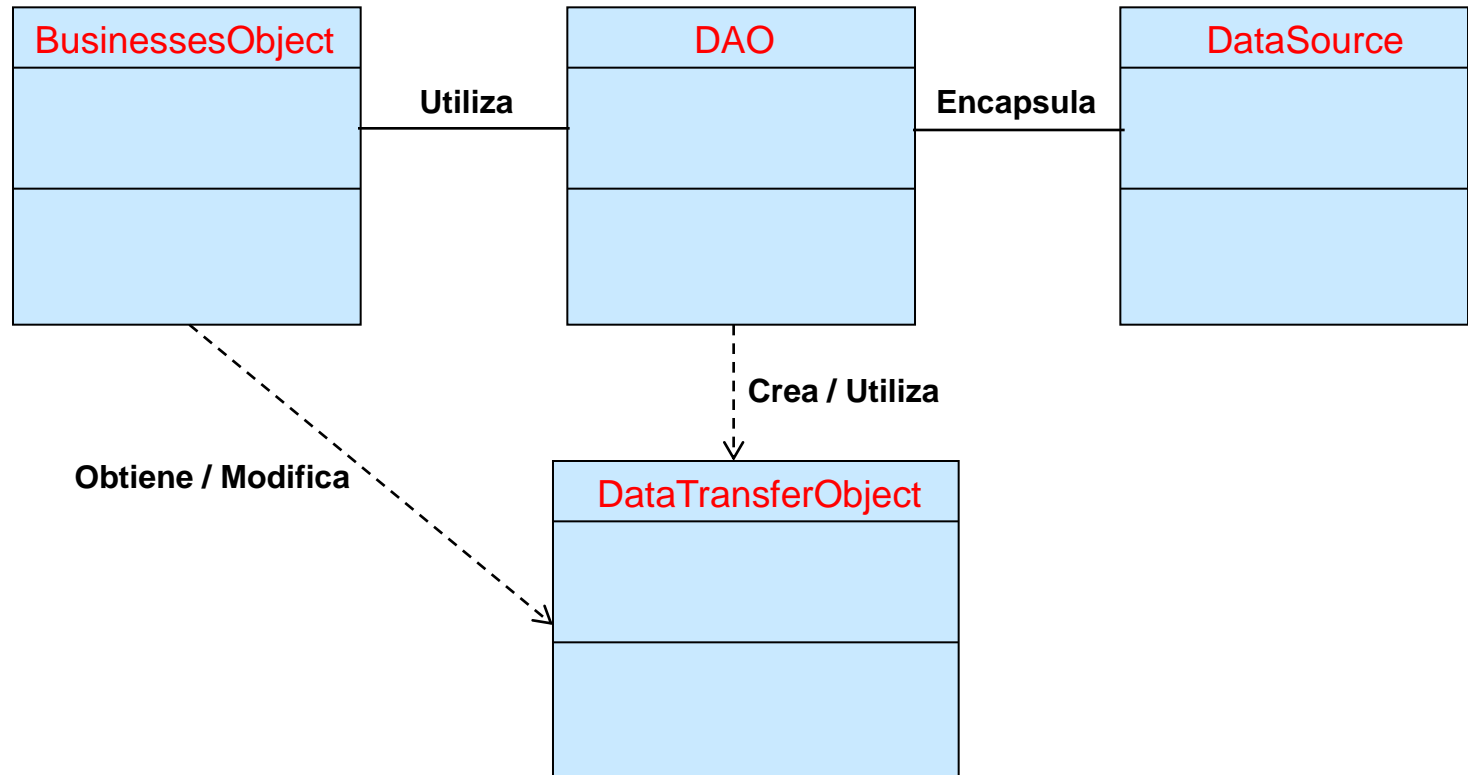 BusinessesObject
DAO
DataSource
Utiliza
Encapsula
Crea / Utiliza
Obtiene / Modifica
DataTransferObject